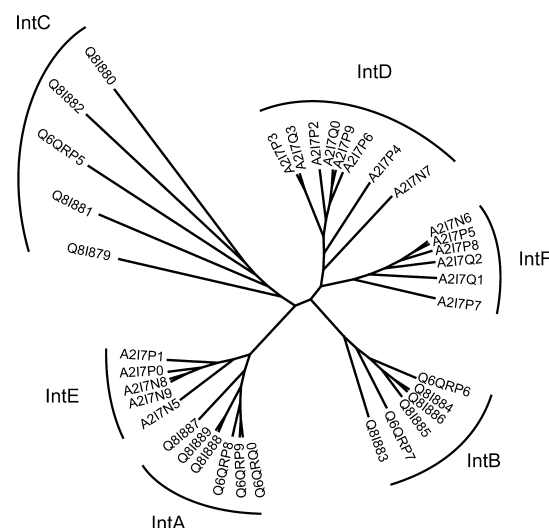 IntC
Q8I880
Q8I882
Q6QRP5
Q8I881
Q8I879
IntD
A2I7P3
A2I7Q3
A2I7P2
A2I7Q0
A2I7P9
A2I7P6
A2I7P4
A2I7N7
IntF
A2I7N6
A2I7P5
A2I7P8
A2I7Q2
A2I7Q1
A2I7P7
IntE
A2I7P1
A2I7P0
A2I7N8
A2I7N9
A2I7N5
IntA
Q8I887
Q8I889
Q8I888
Q6QRP8
Q6QRP9
Q6QRQ0
IntB
Q6QRP6
Q8I884
Q8I886
Q8I885
Q6QRP7
Q8I883